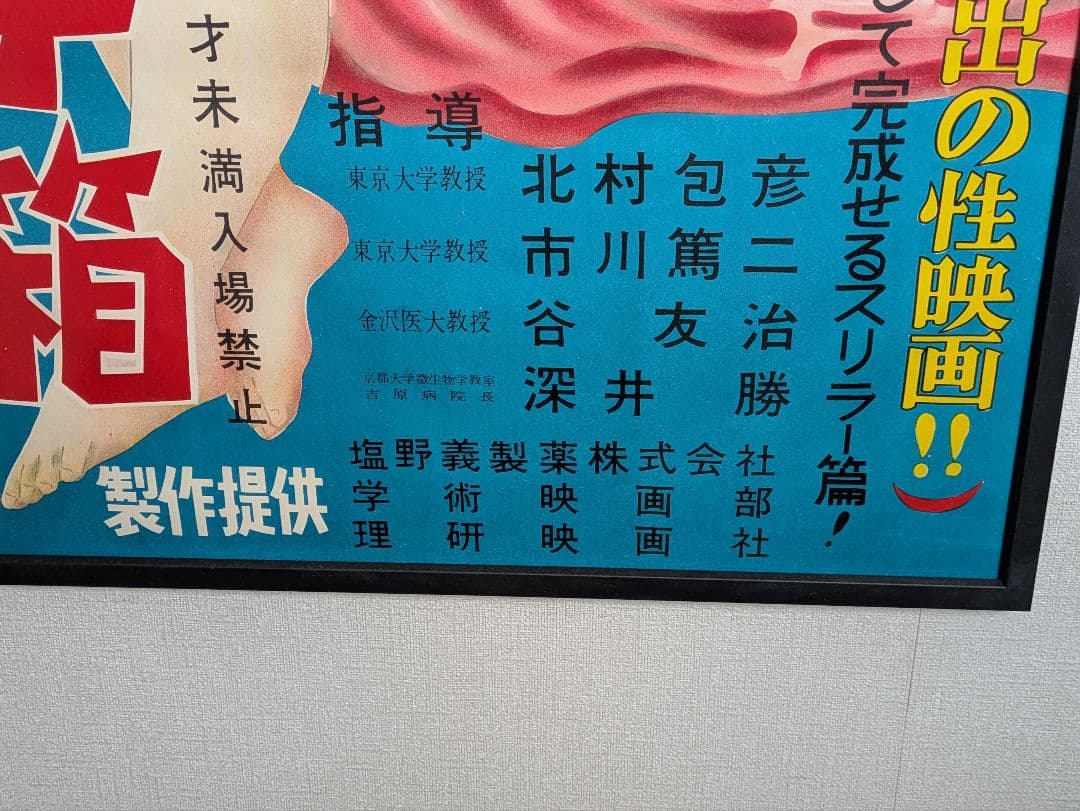 出の性映画!!
して完成せるスリラー篇!
指導
東京大学教授 北村包彦
東京大学教授 市川篤二
金沢医大教授 谷友治
京都大学微生物学教室
吉原病院長 深井勝
塩野義製薬株式会社
学術映画部
理研映画社
製作提供
才未満入場禁止
箱